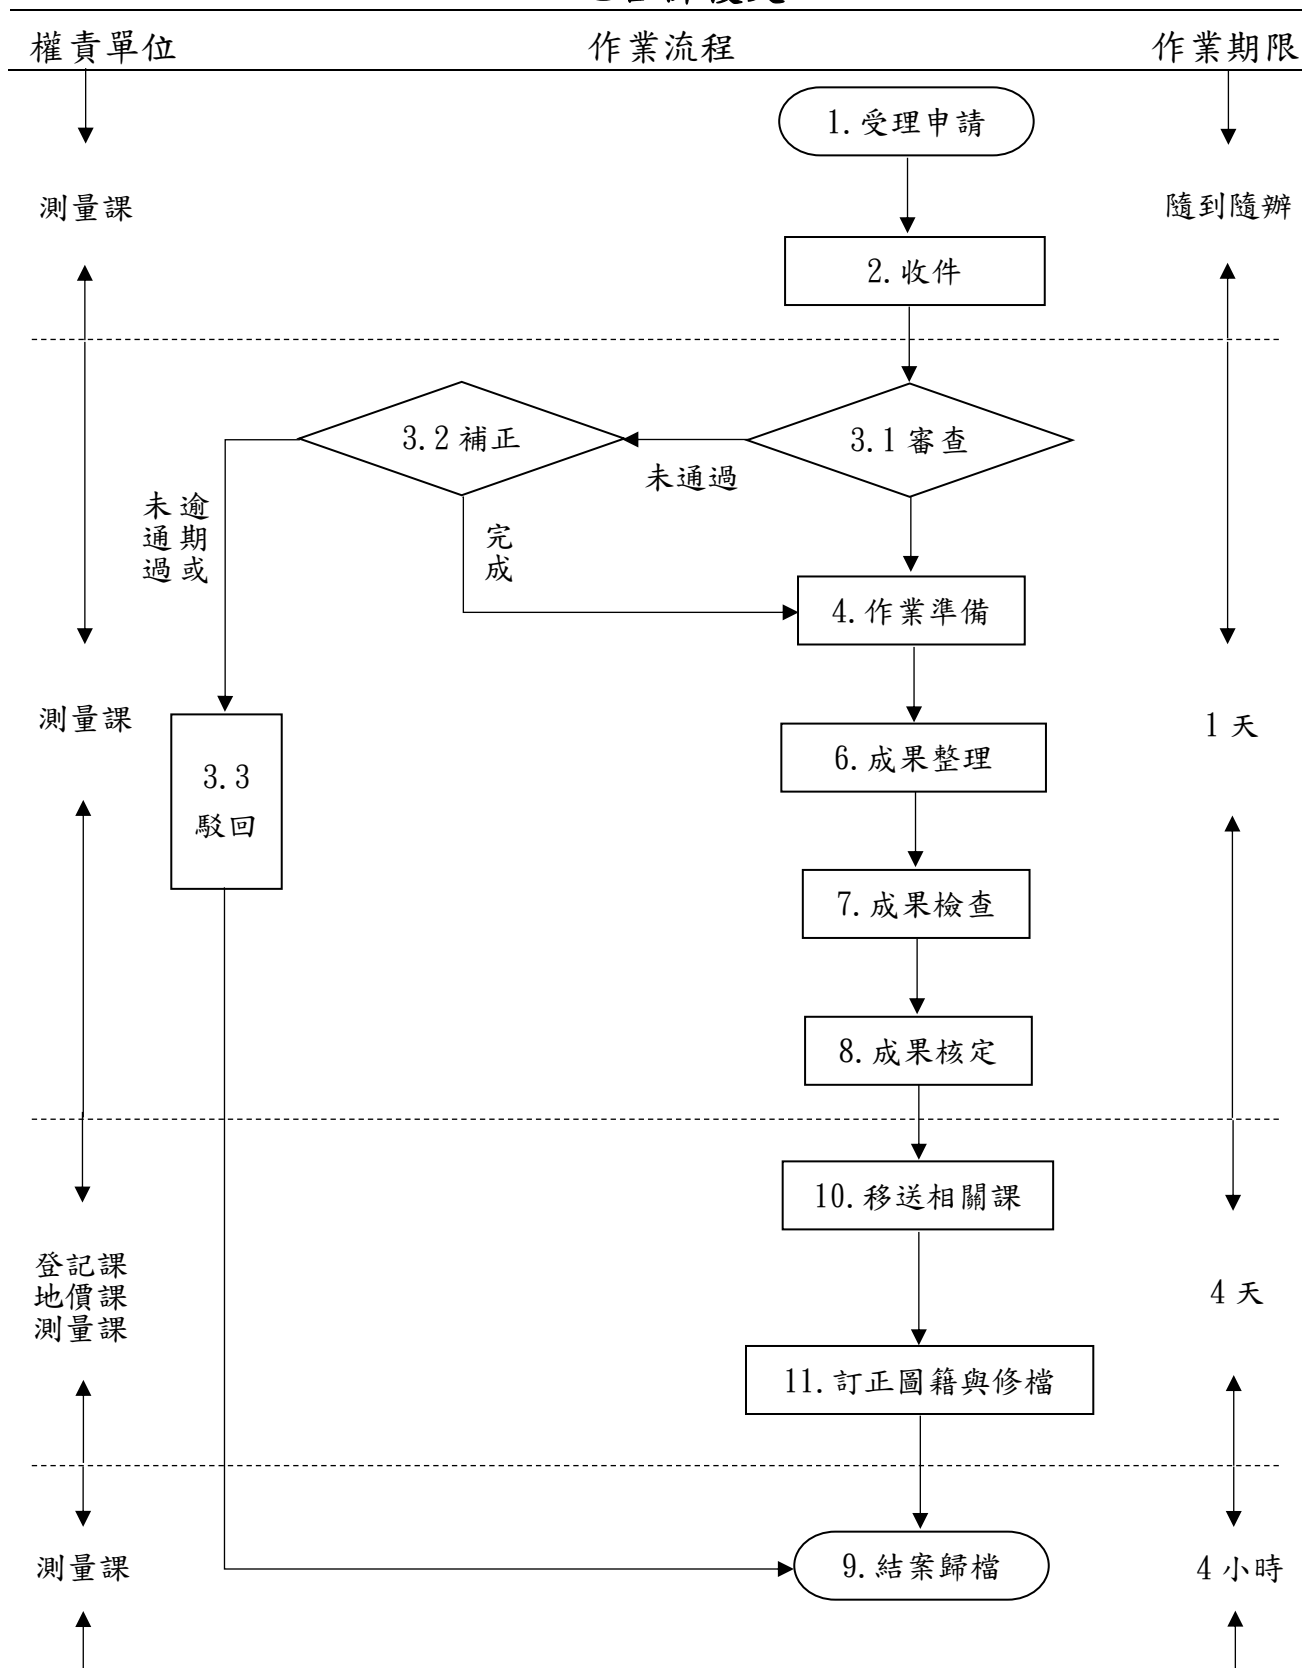 權責單位
作業流程
作業期限
1.受理申請
測量課
隨到隨辦
2.收件
3.2補正
3.1審查
未通過
逾期或
未通過
完成
4.作業準備
測量課
1天
6.成果整理
3.3
駁回
7.成果檢查
8.成果核定
10.移送相關課
登記課
地價課
測量課
4天
11.訂正圖籍與修檔
測量課
9.結案歸檔
4小時